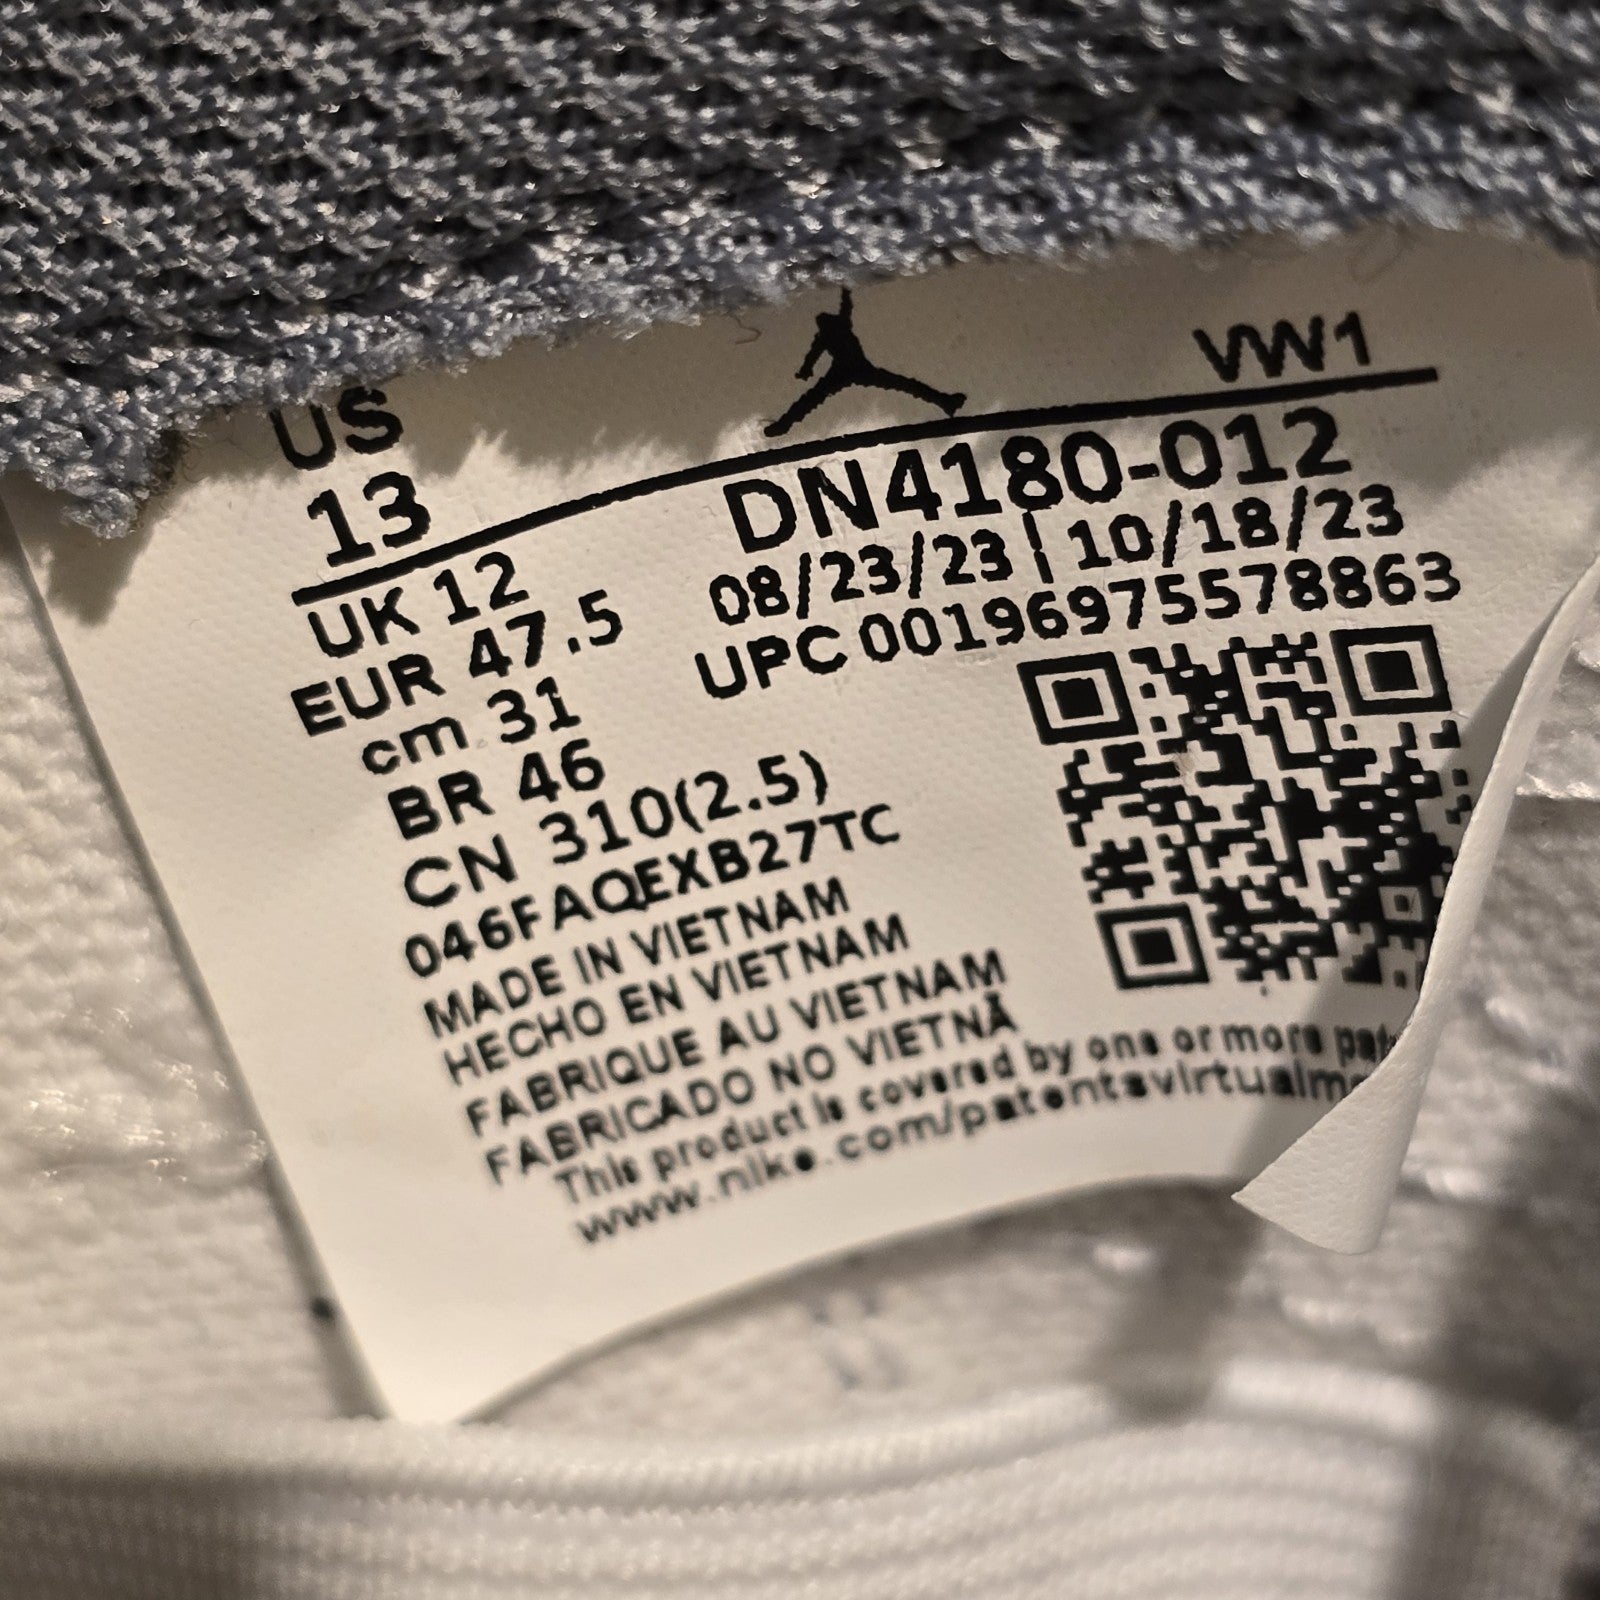 VW1
US
13
DN4180-012
08/23/23 | 10/18/23
UPC 00196975578863
UK 12
EUR 47.5
cm 31
BR 46
CN 310(2.5)
046FAQEXB27TC
MADE IN VIETNAM
HECHO EN VIETNAM
FABRIQUE AU VIETNAM
FABRICADO NO VIETNÃ
This product is covered by one or more
www.nike.com/patents